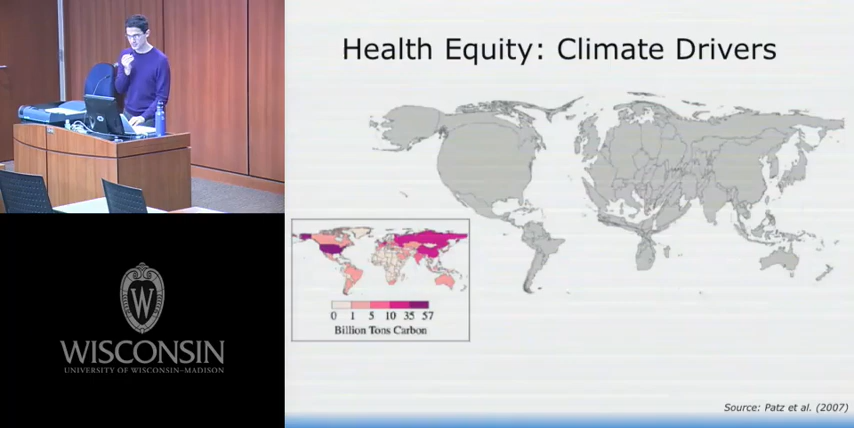 Health Equity: Climate Drivers
0 1 5 10 35 57
Billion Tons Carbon
W
WISCONSIN
UNIVERSITY OF WISCONSIN–MADISON
Source: Patz et al. (2007)